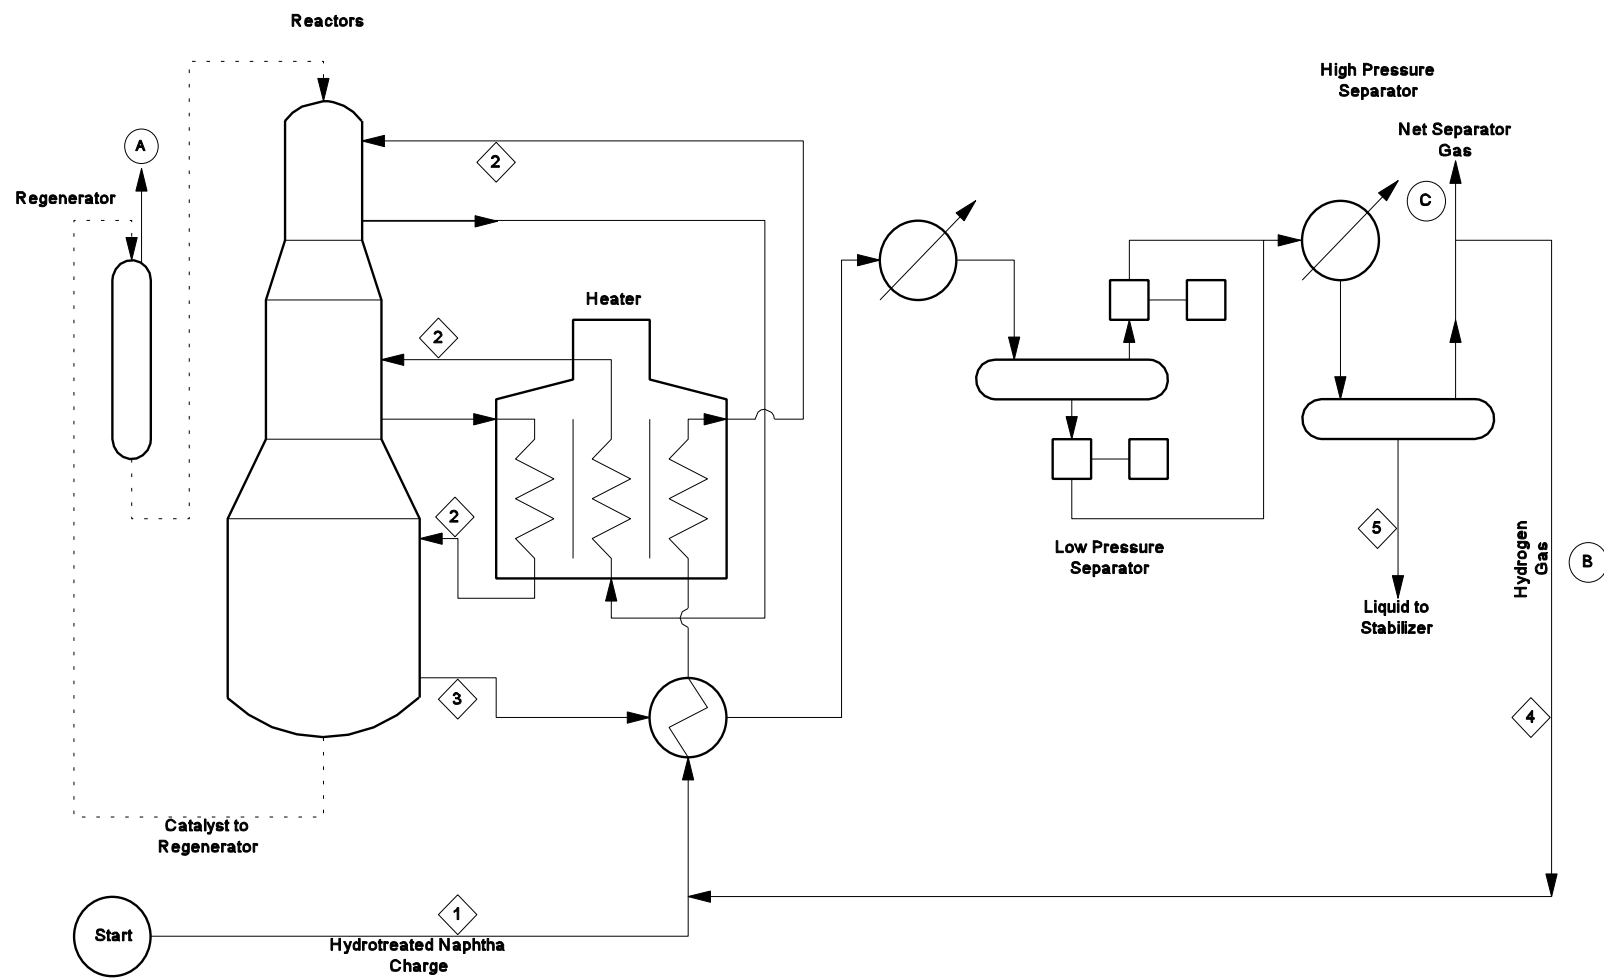 Reactors
High Pressure
Separator
Net Separator
Gas
A
2
Regenerator
C
Heater
2
2
5
Low Pressure
Separator
Hydrogen
Gas
B
Liquid to
Stabilizer
3
4
Catalyst to
Regenerator
1
Start
Hydrotreated Naphtha
Charge